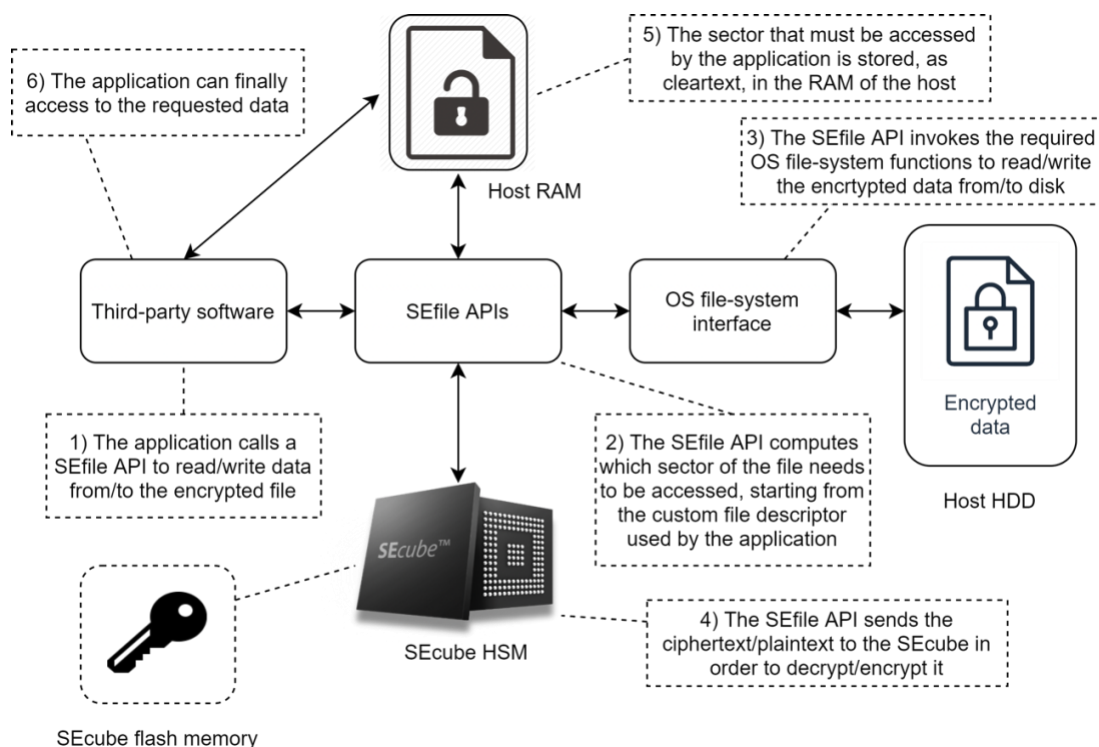 6) The application can finally
access to the requested data
5) The sector that must be accessed
by the application is stored, as
cleartext, in the RAM of the host
Host RAM
3) The SEfile API invokes the required
OS file-system functions to read/write
the encrtypted data from/to disk
Third-party software
SEfile APIs
OS file-system
interface
Encrypted
data
Host HDD
1) The application calls a
SEfile API to read/write data
from/to the encrypted file
2) The SEfile API computes
which sector of the file needs
to be accessed, starting from
the custom file descriptor
used by the application
SEcube™
SEcube HSM
4) The SEfile API sends the
ciphertext/plaintext to the SEcube in
order to decrypt/encrypt it
SEcube flash memory